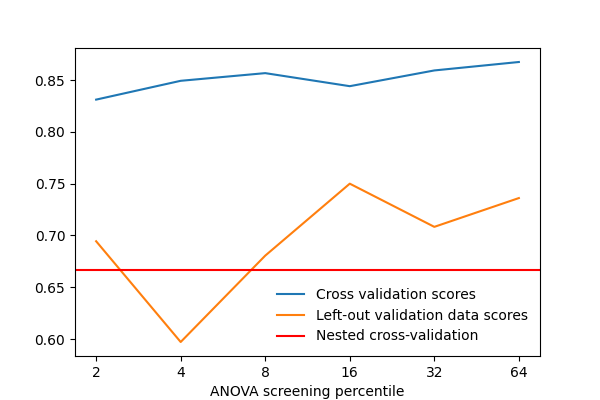 0.85
0.80
0.75
0.70
0.65
0.60
Cross validation scores
Left-out validation data scores
Nested cross-validation
2 4 8 16 32 64
ANOVA screening percentile